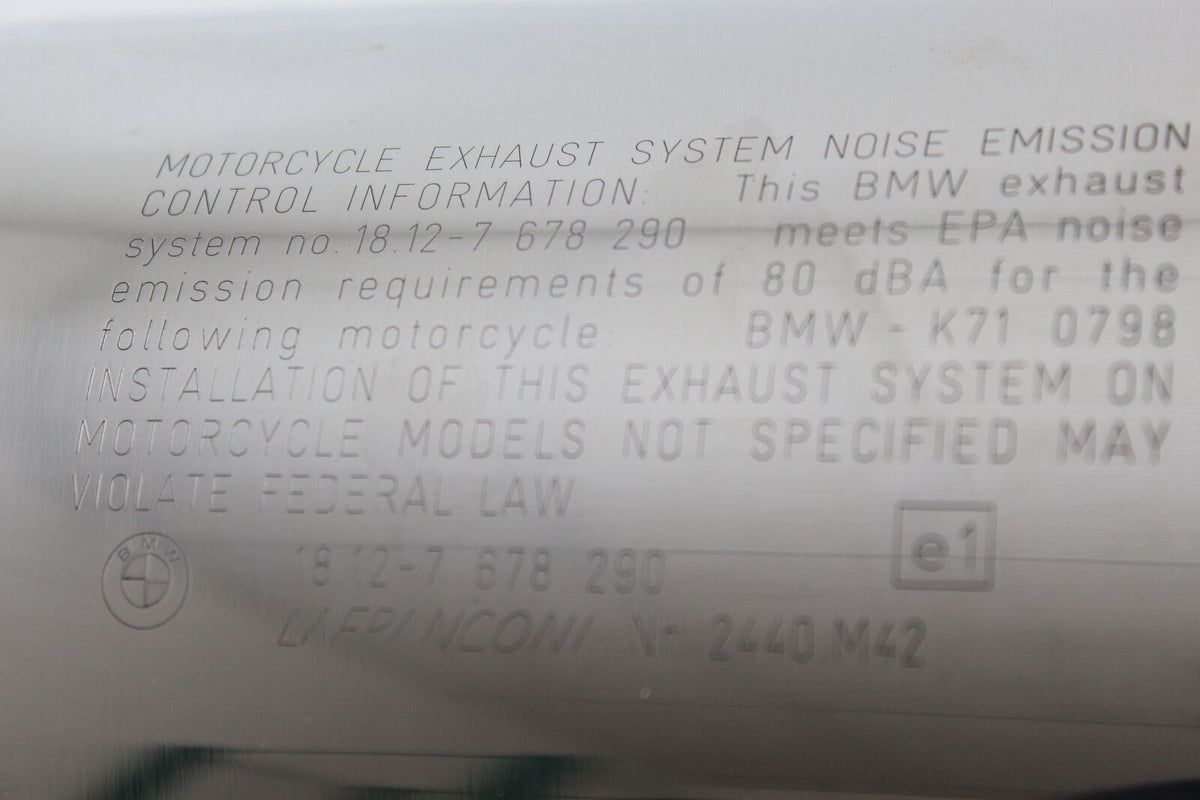 MOTORCYCLE EXHAUST SYSTEM NOISE EMISSION
CONTROL INFORMATION: This BMW exhaust
system no. 18.12-7 678 290 meets EPA noise
emission requirements of 80 dBA for the
following motorcycle: BMW - K71 0798
INSTALLATION OF THIS EXHAUST SYSTEM ON
MOTORCYCLE MODELS NOT SPECIFIED MAY
VIOLATE FEDERAL LAW.
BMW 18.12-7 678 290 e1
LAFRANCONI Nr 2440.M42